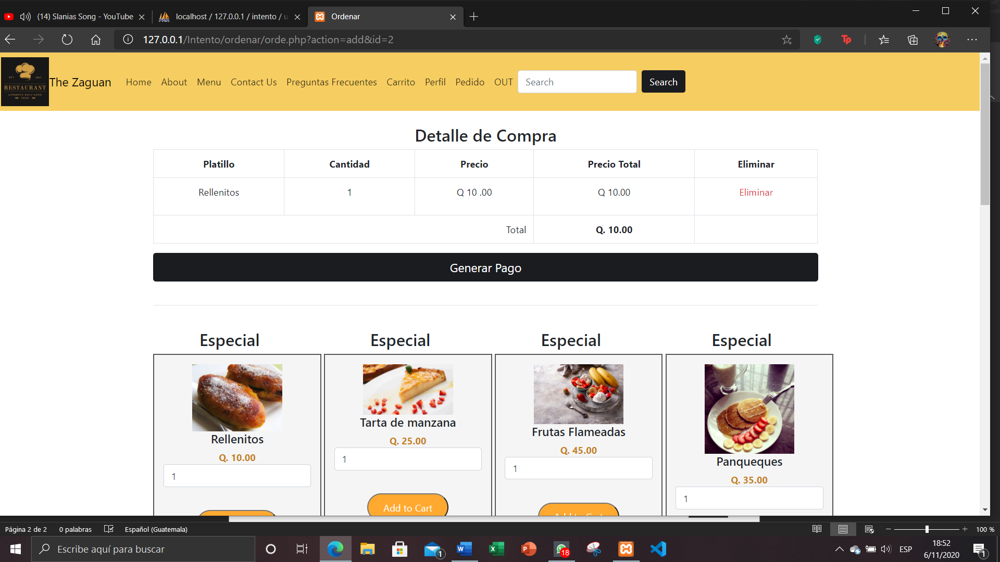 (14) Slanias Song - YouTube
localhost / 127.0.0.1 / intento / u
Ordenar
127.0.0.1/Intento/ordenar/orde.php?action=add&id=2
RESTAURANT
The Zaguan
Home
About
Menu
Contact Us
Preguntas Frecuentes
Carrito
Perfil
Pedido
OUT
Search
Search
Detalle de Compra
Platillo Cantidad Precio Precio Total Eliminar
Rellenitos 1 Q 10 .00 Q 10.00 Eliminar
Total Q. 10.00
Generar Pago
Especial Especial Especial Especial
Rellenitos
Q. 10.00
1
Tarta de manzana
Q. 25.00
1
Add to Cart
Frutas Flameadas
Q. 45.00
1
Add to Cart
Panqueques
Q. 35.00
1
Página 2 de 2 0 palabras Español (Guatemala) 100 %
Escribe aquí para buscar
1
18
ESP
18:52
6/11/2020
1